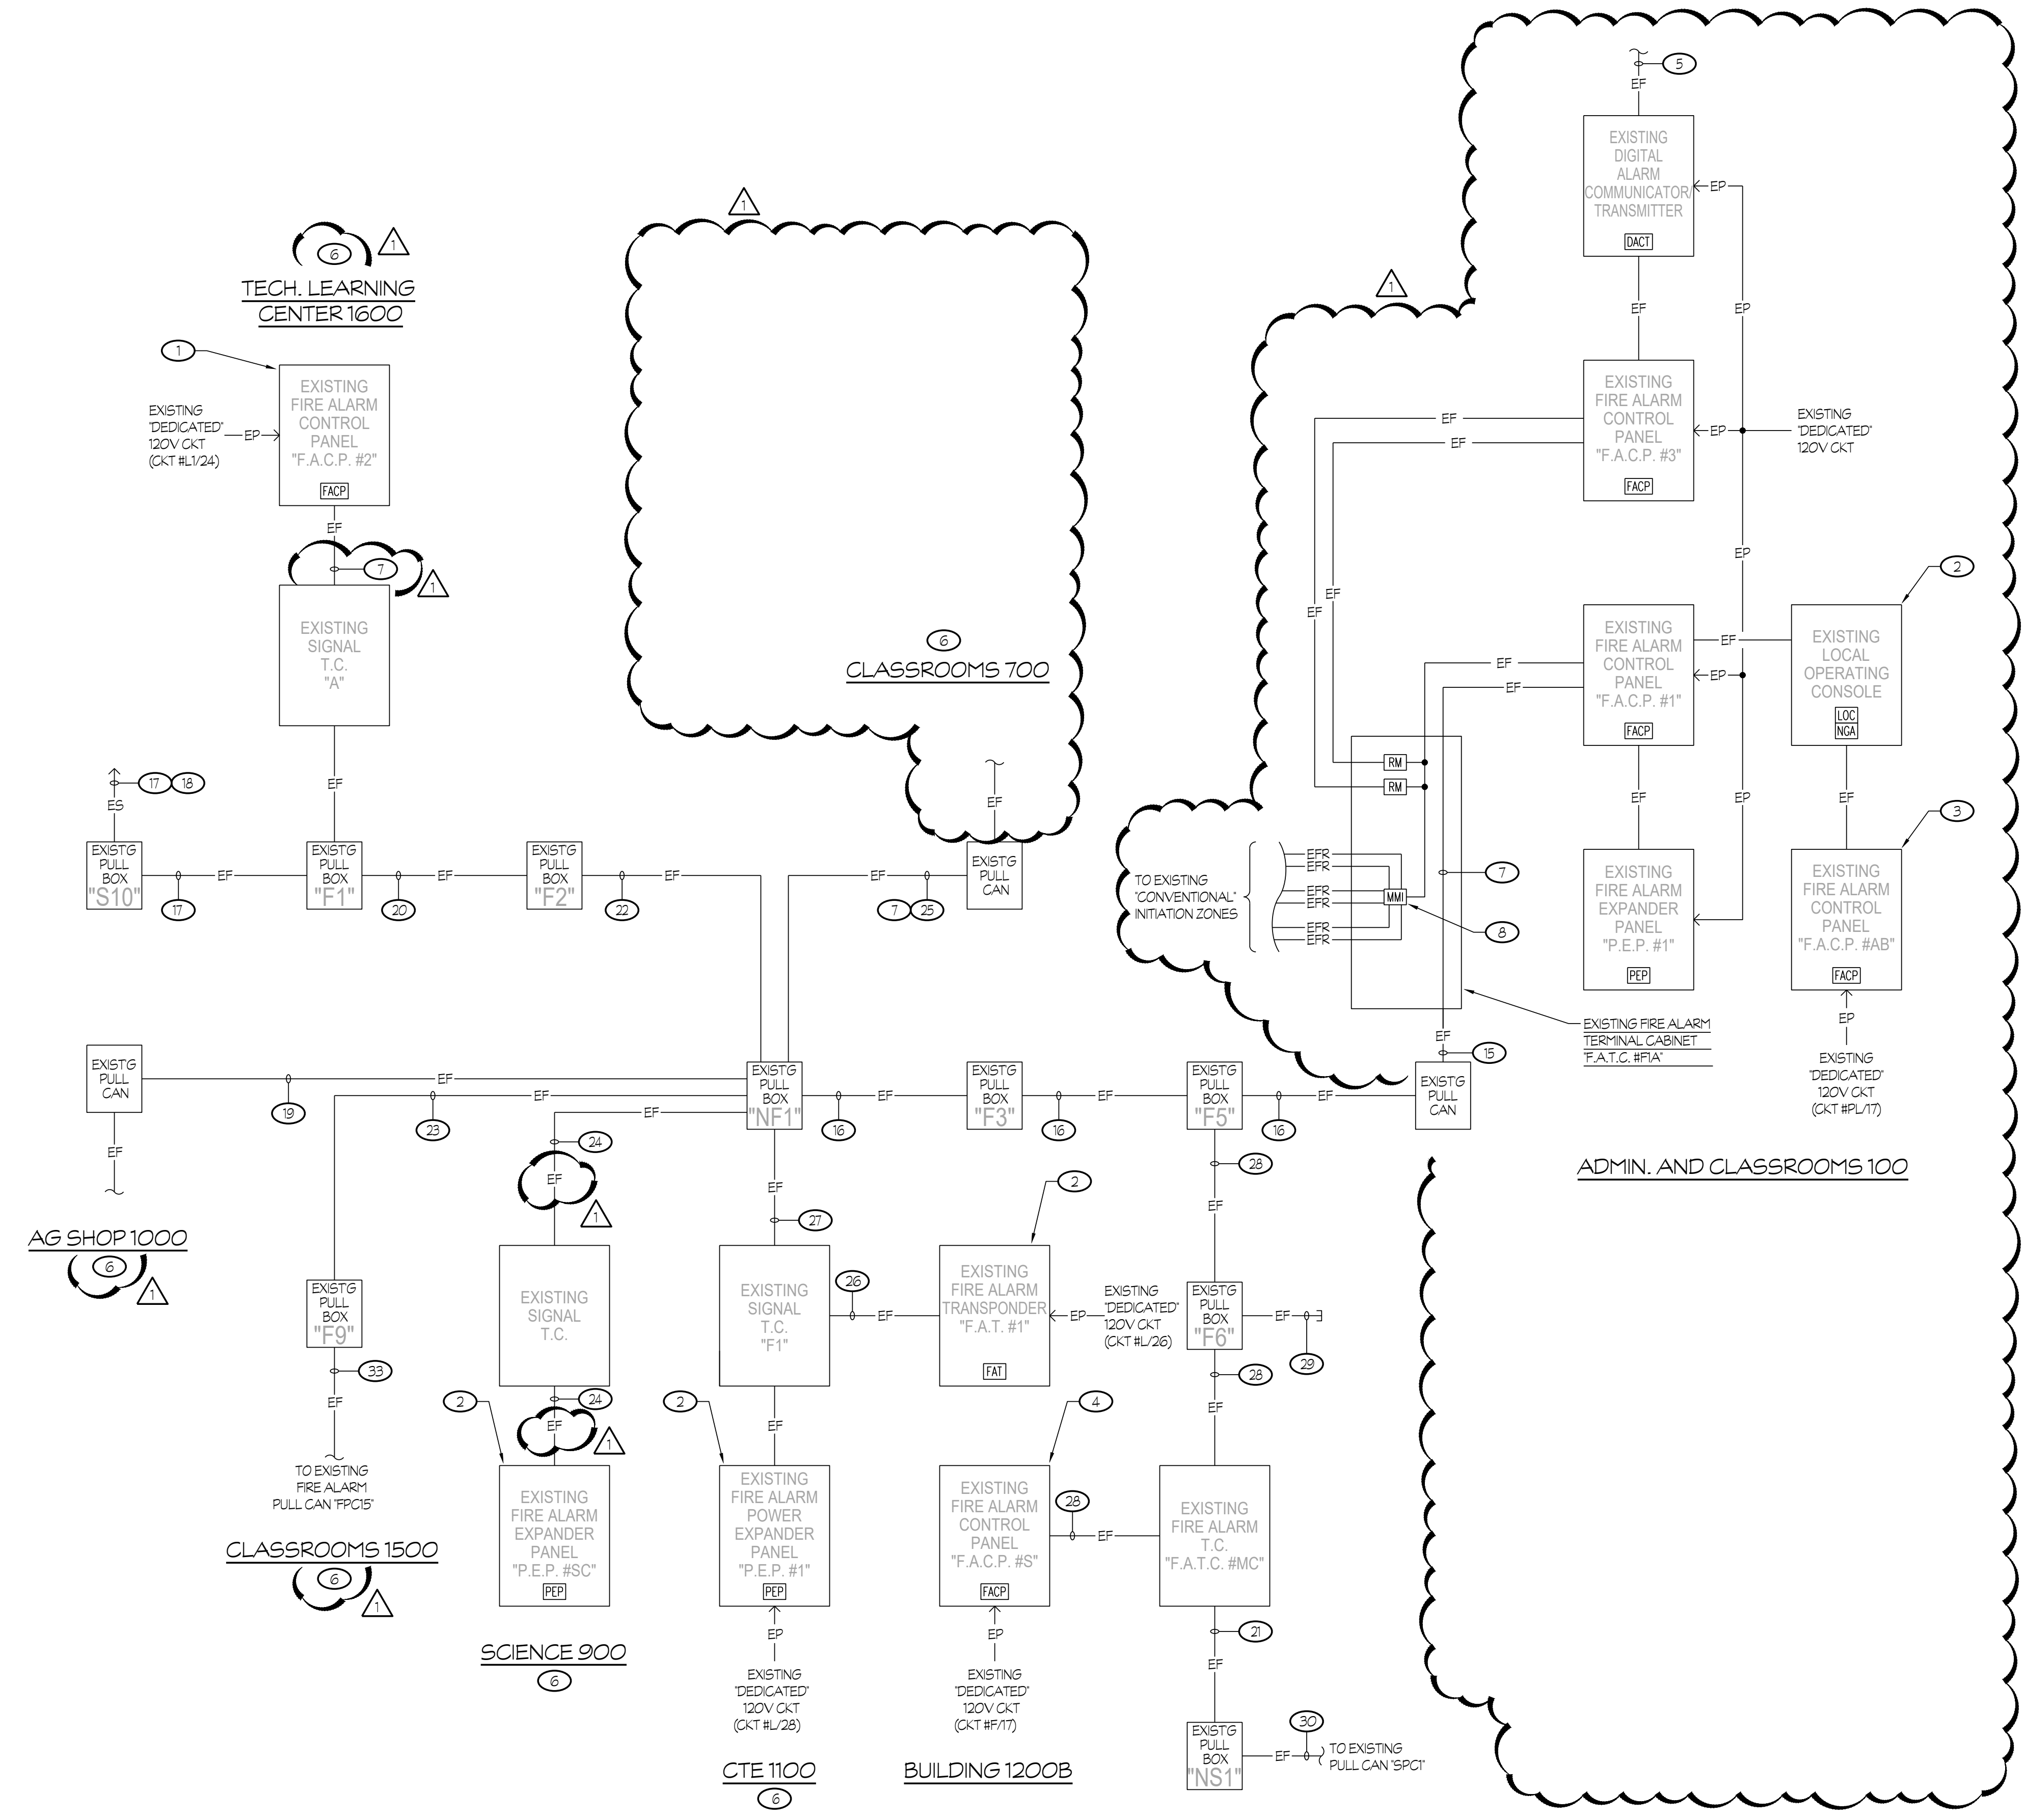 5
EF
EXISTING
DIGITAL
ALARM
COMMUNICATOR/
TRANSMITTER
DACT
EP
EF
EP
1
1
6
1
TECH. LEARNING
CENTER 1600
1
EXISTING
FIRE ALARM
CONTROL
PANEL
"F.A.C.P. #2"
FACP
EXISTING
"DEDICATED"
120V CKT
(CKT #L1/24)
EP
EF
7
1
EXISTING
SIGNAL
T.C.
"A"
EF
6
CLASSROOMS 700
EF
EXISTING
FIRE ALARM
CONTROL
PANEL
"F.A.C.P. #3"
FACP
EF
EF
EP
EXISTING
"DEDICATED"
120V CKT
EP
EF
EF
2
EXISTING
FIRE ALARM
CONTROL
PANEL
"F.A.C.P. #1"
FACP
EF
EF
EF
EP
EXISTING
LOCAL
OPERATING
CONSOLE
LOC
NGA
RM
RM
EF
EP
EF
3
17
18
ES
EXISTG
PULL
BOX
"S10"
EF
17
EXISTG
PULL
BOX
"F1"
EF
20
EXISTG
PULL
BOX
"F2"
EF
22
EF
7
25
EXISTG
PULL
CAN
TO EXISTING
"CONVENTIONAL"
INITIATION ZONES
EFR
EFR
EFR
EFR
EFR
EFR
MMI
7
8
EXISTING
FIRE ALARM
EXPANDER
PANEL
"P.E.P. #1"
PEP
EXISTING
FIRE ALARM
CONTROL
PANEL
"F.A.C.P. #AB"
FACP
EP
EXISTING
"DEDICATED"
120V CKT
(CKT #PL/17)
EXISTING FIRE ALARM
TERMINAL CABINET
"F.A.T.C. #F1A"
EF
15
EXISTG
PULL
CAN
EXISTG
PULL
CAN
EF
19
EF
23
EF
24
EXISTG
PULL
BOX
"NF1"
EF
16
EXISTG
PULL
BOX
"F3"
EF
16
EXISTG
PULL
BOX
"F5"
EF
16
ADMIN. AND CLASSROOMS 100
EF
AG SHOP 1000
6
1
EF
1
EF
27
28
EF
2
EXISTG
PULL
BOX
"F9"
33
EF
TO EXISTING
FIRE ALARM
PULL CAN "FPC15"
CLASSROOMS 1500
6
1
EXISTING
SIGNAL
T.C.
24
EF
1
2
EXISTING
FIRE ALARM
EXPANDER
PANEL
"P.E.P. #SC"
PEP
SCIENCE 900
6
EXISTING
SIGNAL
T.C.
"F1"
26
EF
EXISTING
FIRE ALARM
TRANSPONDER
"F.A.T. #1"
FAT
EP
EXISTING
"DEDICATED"
120V CKT
(CKT #L/26)
EXISTG
PULL
BOX
"F6"
EF
29
28
EF
EF
2
EXISTING
FIRE ALARM
POWER
EXPANDER
PANEL
"P.E.P. #1"
PEP
EP
EXISTING
"DEDICATED"
120V CKT
(CKT #L/28)
CTE 1100
6
4
EXISTING
FIRE ALARM
CONTROL
PANEL
"F.A.C.P. #S"
FACP
28
EF
EP
EXISTING
"DEDICATED"
120V CKT
(CKT #F/17)
BUILDING 1200B
EXISTING
FIRE ALARM
T.C.
"F.A.T.C. #MC"
21
EF
EXISTG
PULL
BOX
"NS1"
EF
30
TO EXISTING
PULL CAN "SPC1"